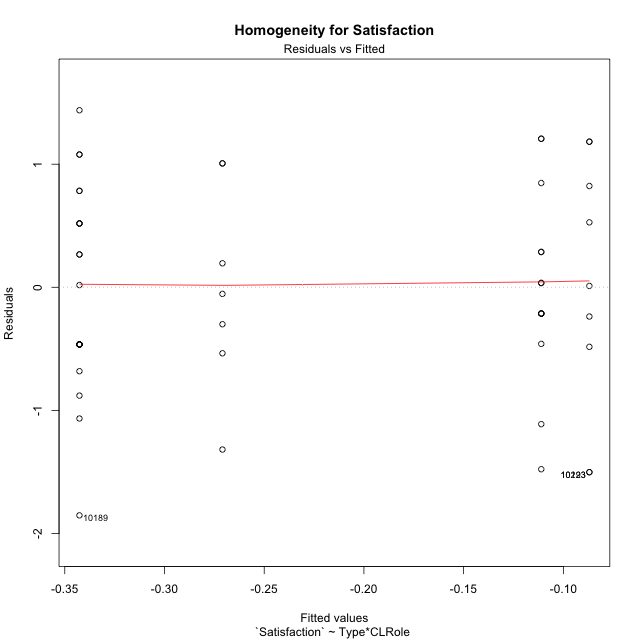 Homogeneity for Satisfaction
Residuals vs Fitted
1
0
-1
-2
Residuals
10189
-0.35
-0.30
-0.25
-0.20
-0.15
-0.10
Fitted values
`Satisfaction` ~ Type*CLRole